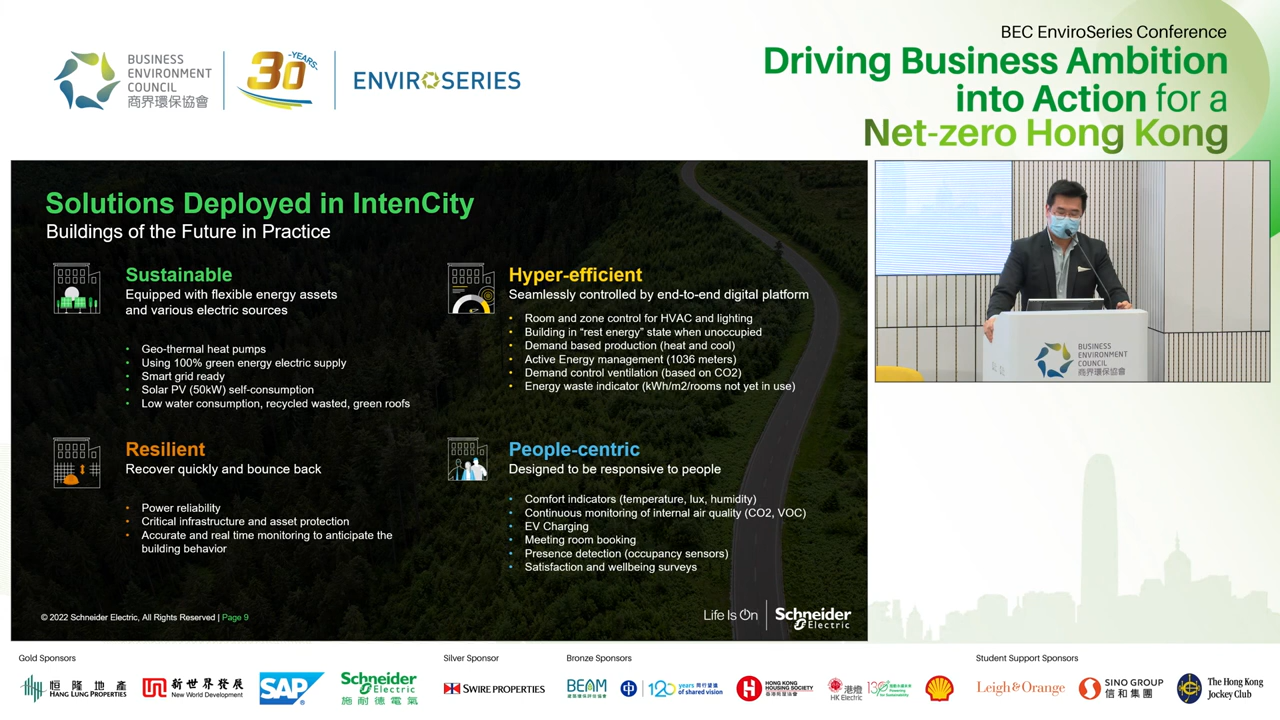 BUSINESS
ENVIRONMENT
COUNCIL
商界環保協會
30
-YEARS-
ENVIROSERIES
BEC EnviroSeries Conference
Driving Business Ambition
into Action for a
Net-zero Hong Kong
Solutions Deployed in IntenCity
Buildings of the Future in Practice
Sustainable
Equipped with flexible energy assets
and various electric sources
• Geo-thermal heat pumps
• Using 100% green energy electric supply
• Smart grid ready
• Solar PV (50kW) self-consumption
• Low water consumption, recycled wasted, green roofs
Hyper-efficient
Seamlessly controlled by end-to-end digital platform
• Room and zone control for HVAC and lighting
• Building in “rest energy” state when unoccupied
• Demand based production (heat and cool)
• Active Energy management (1036 meters)
• Demand control ventilation (based on CO2)
• Energy waste indicator (kWh/m2/rooms not yet in use)
Resilient
Recover quickly and bounce back
• Power reliability
• Critical infrastructure and asset protection
• Accurate and real time monitoring to anticipate the
building behavior
People-centric
Designed to be responsive to people
• Comfort indicators (temperature, lux, humidity)
• Continuous monitoring of internal air quality (CO2, VOC)
• EV Charging
• Meeting room booking
• Presence detection (occupancy sensors)
• Satisfaction and wellbeing surveys
© 2022 Schneider Electric, All Rights Reserved | Page 9
Life Is On
Schneider
Electric
BUSINESS
ENVIRONMENT
COUNCIL
商界環保協會
Gold Sponsors
恒隆地產
HANG LUNG PROPERTIES
新世界發展
New World Development
SAP
Schneider
Electric
施耐德電氣
Silver Sponsor
SWIRE PROPERTIES
Bronze Sponsors
BEAM
120 years
of shared vision
HONG KONG
HOUSING SOCIETY
香港房屋協會
港燈
HK Electric
130
Powering
for Sustainability
Student Support Sponsors
Leigh & Orange
SINO GROUP
信和集團
The Hong Kong
Jockey Club